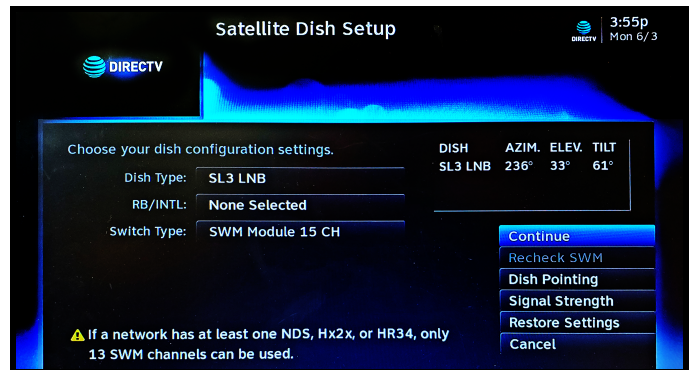 Satellite Dish Setup
DIRECTV
3:55p
Mon 6/3
DIRECTV
Choose your dish configuration settings.
Dish Type: SL3 LNB
RB/INTL: None Selected
Switch Type: SWM Module 15 CH
DISH AZIM. ELEV. TILT
SL3 LNB 236° 33° 61°
Continue
Recheck SWM
Dish Pointing
Signal Strength
Restore Settings
Cancel
If a network has at least one NDS, Hx2x, or HR34, only
13 SWM channels can be used.